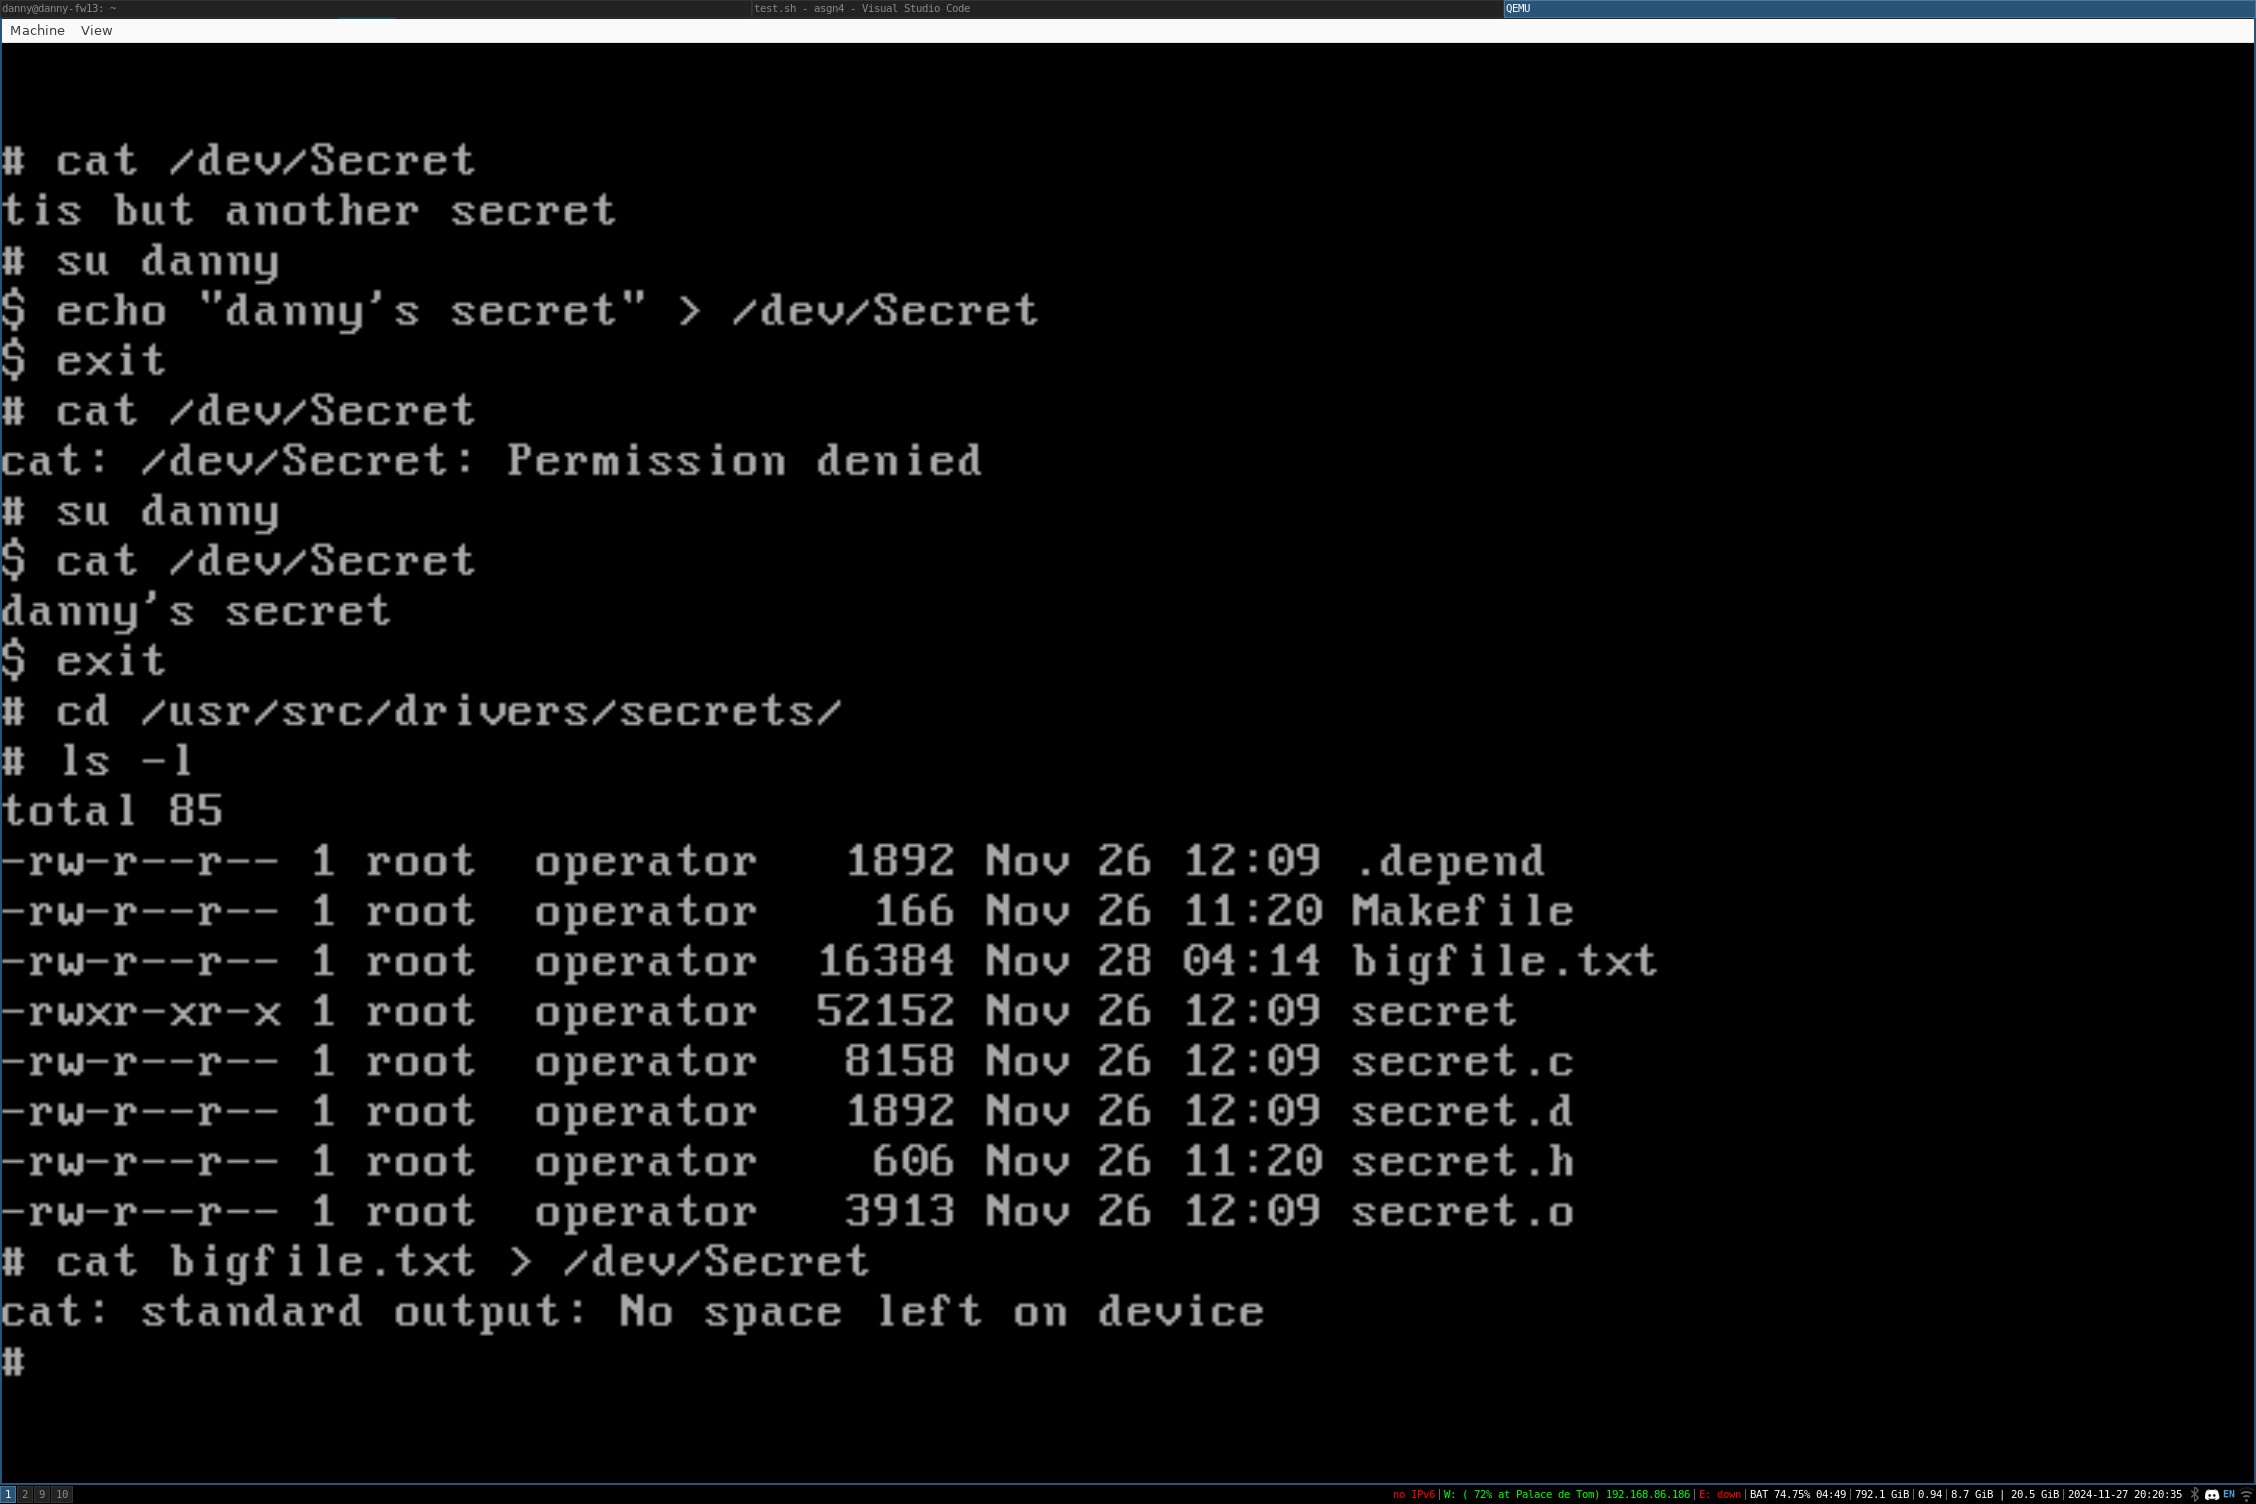 danny@danny-fw13: ~
test.sh - asgn4 - Visual Studio Code
QEMU
Machine View
# cat /dev/Secret
tis but another secret
# su danny
$ echo "danny's secret" > /dev/Secret
$ exit
# cat /dev/Secret
cat: /dev/Secret: Permission denied
# su danny
$ cat /dev/Secret
danny's secret
$ exit
# cd /usr/src/drivers/secrets/
# ls -l
total 85
-rw-r--r-- 1 root  operator   1892 Nov 26 12:09 .depend
-rw-r--r-- 1 root  operator    166 Nov 26 11:20 Makefile
-rw-r--r-- 1 root  operator  16384 Nov 28 04:14 bigfile.txt
-rwxr-xr-x 1 root  operator  52152 Nov 26 12:09 secret
-rw-r--r-- 1 root  operator   8158 Nov 26 12:09 secret.c
-rw-r--r-- 1 root  operator   1892 Nov 26 12:09 secret.d
-rw-r--r-- 1 root  operator    606 Nov 26 11:20 secret.h
-rw-r--r-- 1 root  operator   3913 Nov 26 12:09 secret.o
# cat bigfile.txt > /dev/Secret
cat: standard output: No space left on device
#
1 2 9 10
no IPv6|W: ( 72% at Palace de Tom) 192.168.86.186|E: down|BAT 74.75% 04:49|792.1 GiB|0.94|8.7 GiB | 20.5 GiB|2024-11-27 20:20:35 EN